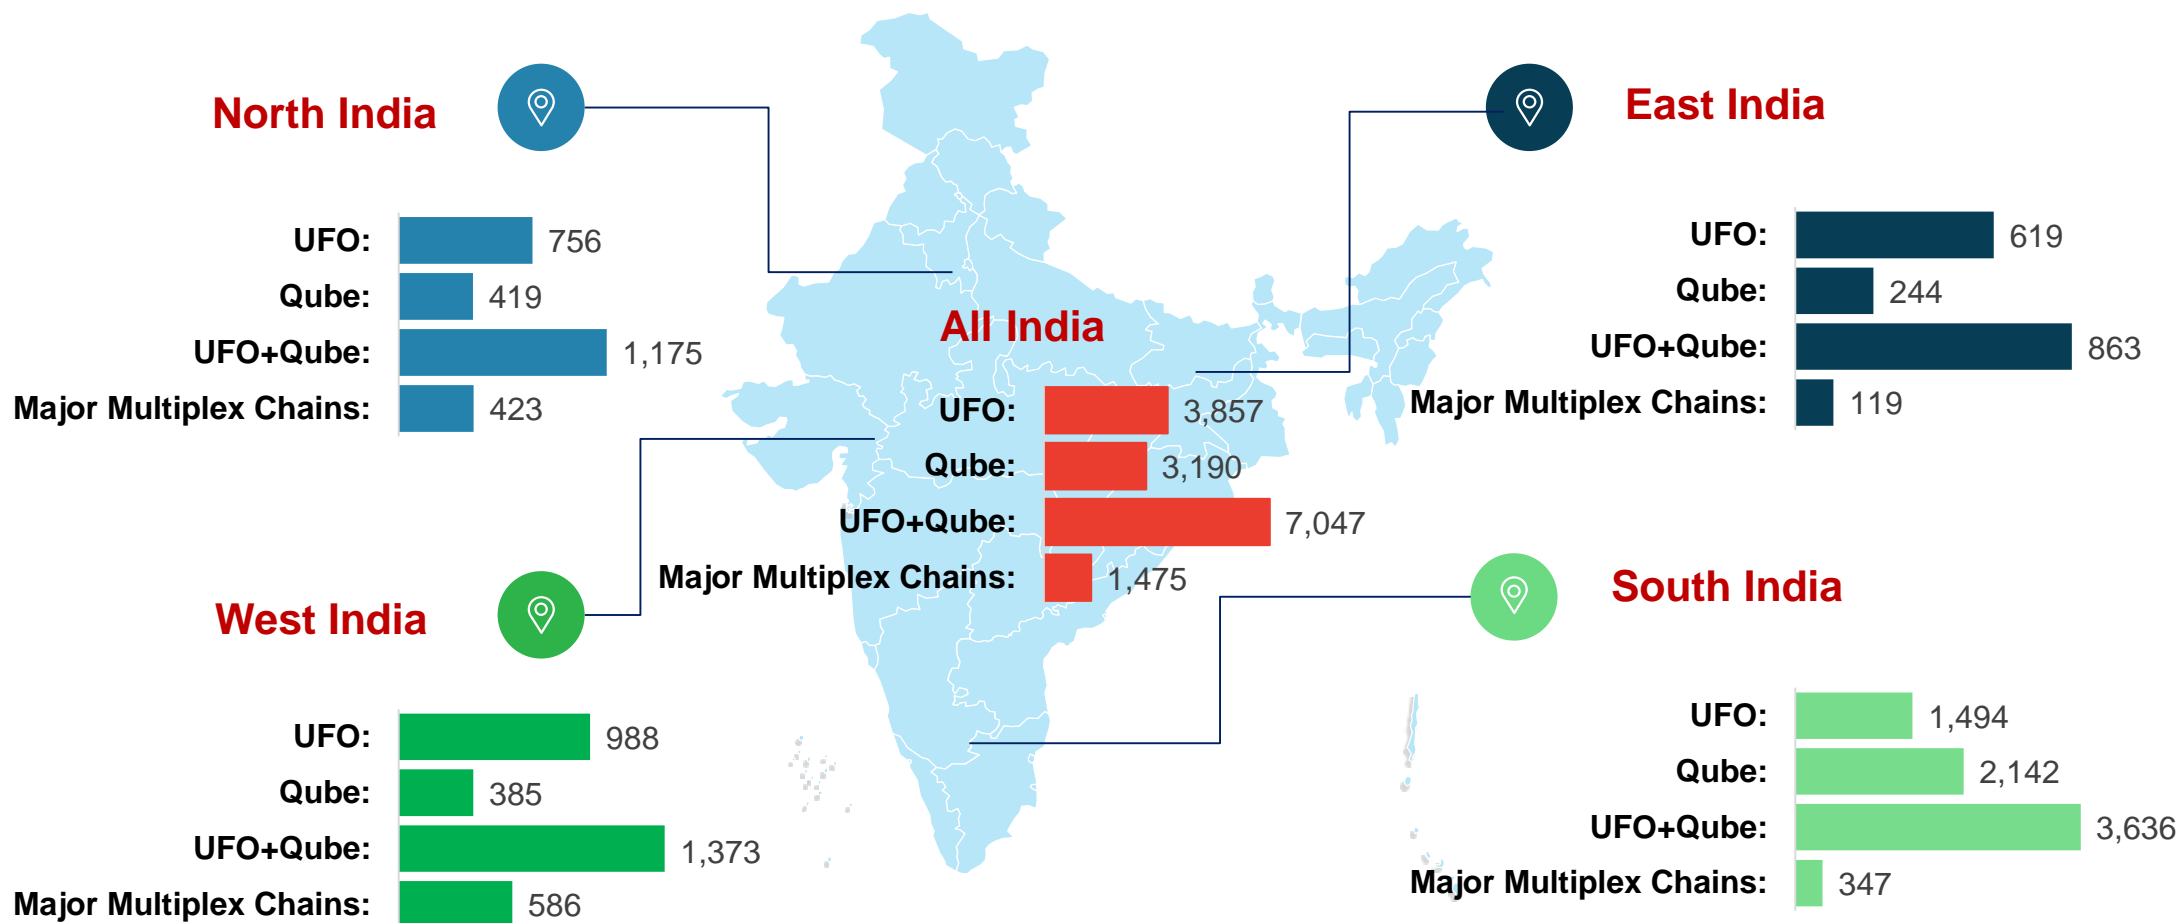 North India
UFO: 756
Qube: 419
UFO+Qube: 1,175
Major Multiplex Chains: 423
East India
UFO: 619
Qube: 244
UFO+Qube: 863
Major Multiplex Chains: 119
All India
UFO: 3,857
Qube: 3,190
UFO+Qube: 7,047
Major Multiplex Chains: 1,475
West India
UFO: 988
Qube: 385
UFO+Qube: 1,373
Major Multiplex Chains: 586
South India
UFO: 1,494
Qube: 2,142
UFO+Qube: 3,636
Major Multiplex Chains: 347